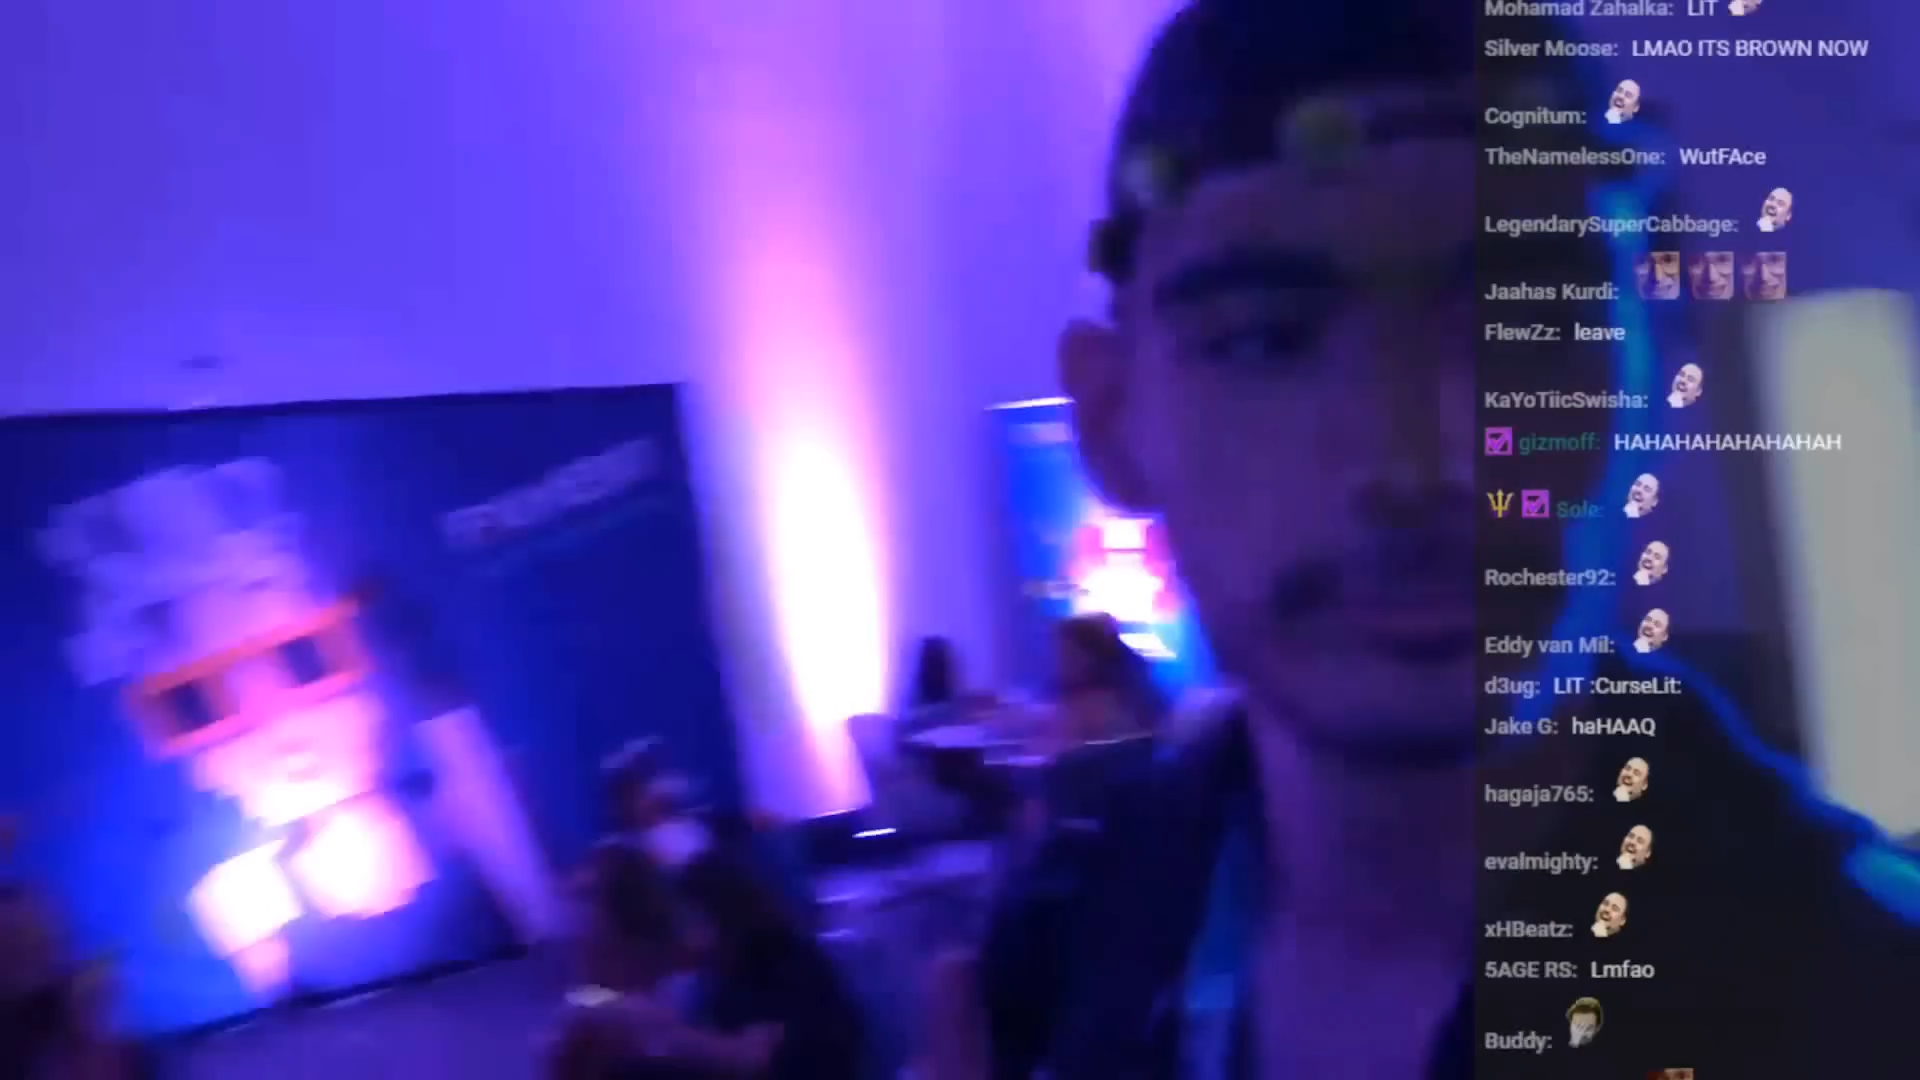 Mohamad Zahalka: LIT
Silver Moose: LMAO ITS BROWN NOW
Cognitum:
TheNamelessOne: WutFAce
LegendarySuperCabbage:
Jaahas Kurdi:
FlewZz: leave
KaYoTiicSwisha:
gizmoff: HAHAHAHAHAHAHAH
Sole:
Rochester92:
Eddy van Mil:
d3ug: LIT :CurseLit:
Jake G: haHAAQ
hagaja765:
evalmighty:
xHBeatz:
5AGE RS: Lmfao
Buddy: